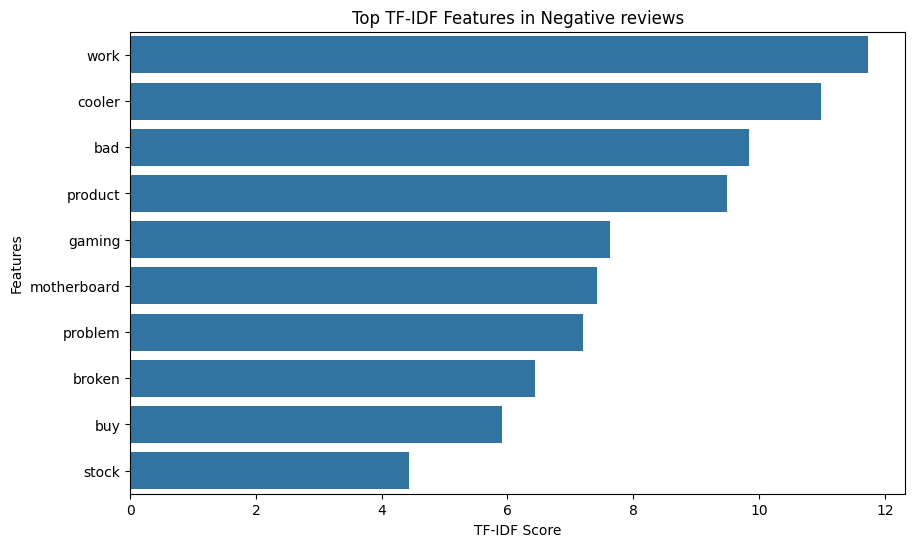 Top TF-IDF Features in Negative reviews
Features
work
cooler
bad
product
gaming
motherboard
problem
broken
buy
stock
0 2 4 6 8 10 12
TF-IDF Score